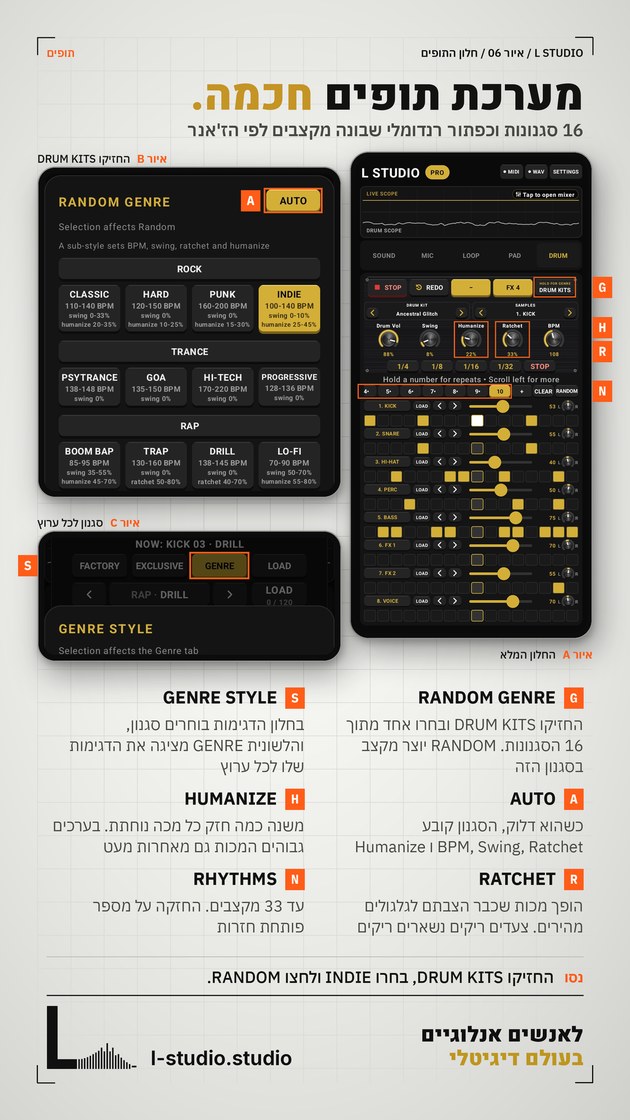 L STUDIO / איור 06 / חלון התופים
תופים
מערכת תופים חכמה.
16 סגנונות וכפתור רנדומלי שבונה מקצבים לפי הז'אנר
איור B החזיקו DRUM KITS
A
RANDOM GENRE
AUTO
Selection affects Random
A sub-style sets BPM, swing, ratchet and humanize
ROCK
CLASSIC HARD PUNK INDIE
110-140 BPM 120-150 BPM 160-200 BPM 100-140 BPM
swing 0-33% swing 0% swing 0% swing 0-10%
humanize 20-35% humanize 10-25% humanize 15-30% humanize 25-45%
TRANCE
PSYTRANCE GOA HI-TECH PROGRESSIVE
138-148 BPM 135-150 BPM 170-220 BPM 128-136 BPM
swing 0% swing 0% swing 0% swing 0%
RAP
BOOM BAP TRAP DRILL LO-FI
85-95 BPM 130-160 BPM 138-145 BPM 70-90 BPM
swing 35-55% swing 0% swing 0% swing 50-70%
humanize 45-70% ratchet 50-80% ratchet 40-70% humanize 55-80%
איור C סגנון לכל ערוץ
S
NOW: KICK 03 · DRILL
FACTORY EXCLUSIVE GENRE LOAD
RAP · DRILL LOAD
0 / 120
GENRE STYLE
Selection affects the Genre tab
L STUDIO PRO MIDI WAV SETTINGS
LIVE SCOPE Tap to open mixer
DRUM SCOPE
SOUND MIC LOOP PAD DRUM
STOP REDO - FX 4 HOLD FOR GENRE
DRUM KITS
G
DRUM KIT SAMPLES
Ancestral Glitch 1. KICK
Drum Vol Swing Humanize Ratchet BPM
H
88% 8% 22% 33% 108
R
1/4 1/8 1/16 1/32 STOP
Hold a number for repeats • Scroll left for more
4• 5• 6• 7• 8• 9• 10 + CLEAR RANDOM
N
1. KICK LOAD 53 L
2. SNARE LOAD 55 L
3. HI-HAT LOAD 40 L
4. PERC LOAD 50 L
5. BASS LOAD 75 L
6. FX 1 LOAD 70 L
7. FX 2 LOAD 55 L
8. VOICE LOAD 55 L
איור A החלון המלא
G RANDOM GENRE
החזיקו DRUM KITS ובחרו אחד מתוך
16 הסגנונות. RANDOM יוצר מקצב
בסגנון הזה
S GENRE STYLE
בחלון הדגימות בוחרים סגנון,
והלשונית GENRE מציגה את הדגימות
שלו לכל ערוץ
A AUTO
כשהוא דלוק, הסגנון קובע
BPM, Swing, Ratchet ו Humanize
H HUMANIZE
משנה כמה חזק כל מכה נוחתת. בערכים
גבוהים המכות גם מאחרות מעט
R RATCHET
הופך מכות שכבר הצבתם לגלגולים
מהירים. צעדים ריקים נשארים ריקים
N RHYTHMS
עד 33 מקצבים. החזקה על מספר
פותחת חזרות
נסו החזיקו DRUM KITS, בחרו INDIE ולחצו RANDOM.
לאנשים אנלוגיים
בעולם דיגיטלי
L
l-studio.studio